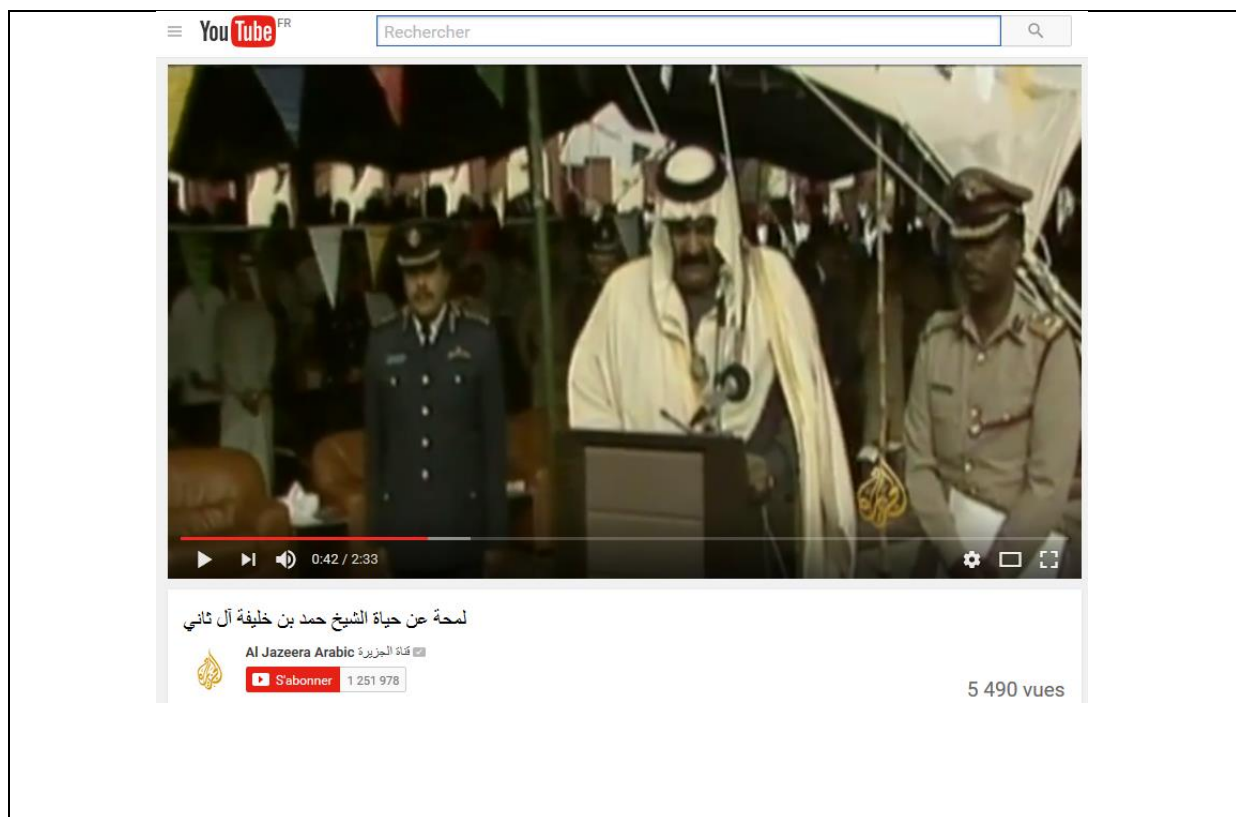 YouTube FR
Rechercher
0:42 / 2:33
لمحة عن حياة الشيخ حمد بن خليفة آل ثاني
Al Jazeera Arabic قناة الجزيرة
S'abonner 1 251 978
5 490 vues